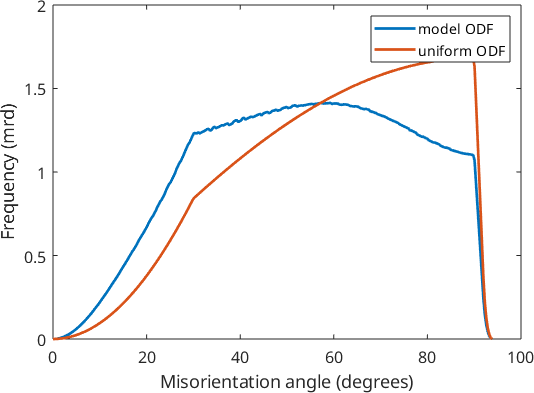 2
1.5
1
0.5
0
0
20
40
60
80
100
Frequency (mrd)
Misorientation angle (degrees)
model ODF
uniform ODF